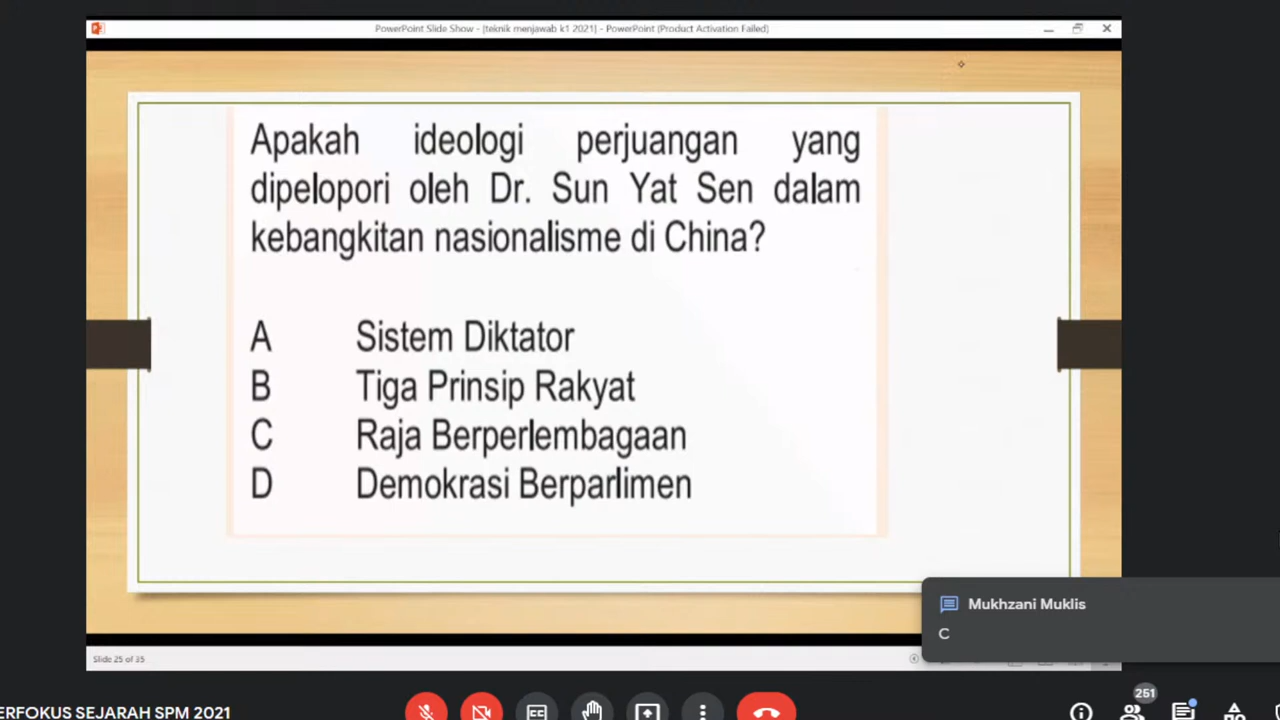 PowerPoint Slide Show - [teknik menjawab k1 2021] - PowerPoint (Product Activation Failed)
Apakah ideologi perjuangan yang
dipelopori oleh Dr. Sun Yat Sen dalam
kebangkitan nasionalisme di China?
A Sistem Diktator
B Tiga Prinsip Rakyat
C Raja Berperlembagaan
D Demokrasi Berparlimen
Mukhzani Muklis
C
Slide 25 of 35
ERFOKUS SEJARAH SPM 2021
251